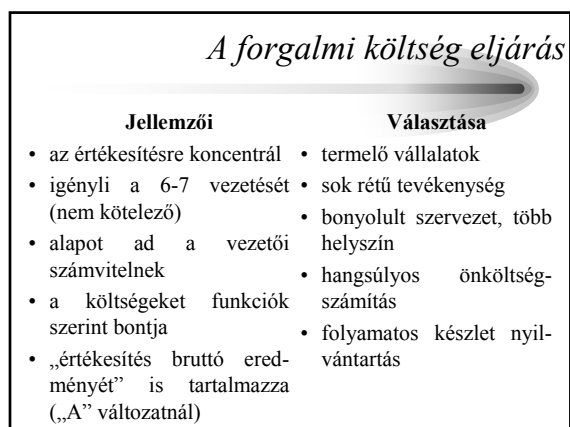 A forgalmi költség eljárás
Jellemzői
• az értékesítésre koncentrál
• igényli a 6-7 vezetését
(nem kötelező)
• alapot ad a vezetői
számvitelnek
• a költségeket funkciók
szerint bontja
• „értékesítés bruttó ered-
ményét” is tartalmazza
(„A” változatnál)
Választása
• termelő vállalatok
• sok rétű tevékenység
• bonyolult szervezet, több
helyszín
• hangsúlyos önköltség-
számítás
• folyamatos készlet nyil-
vántartás